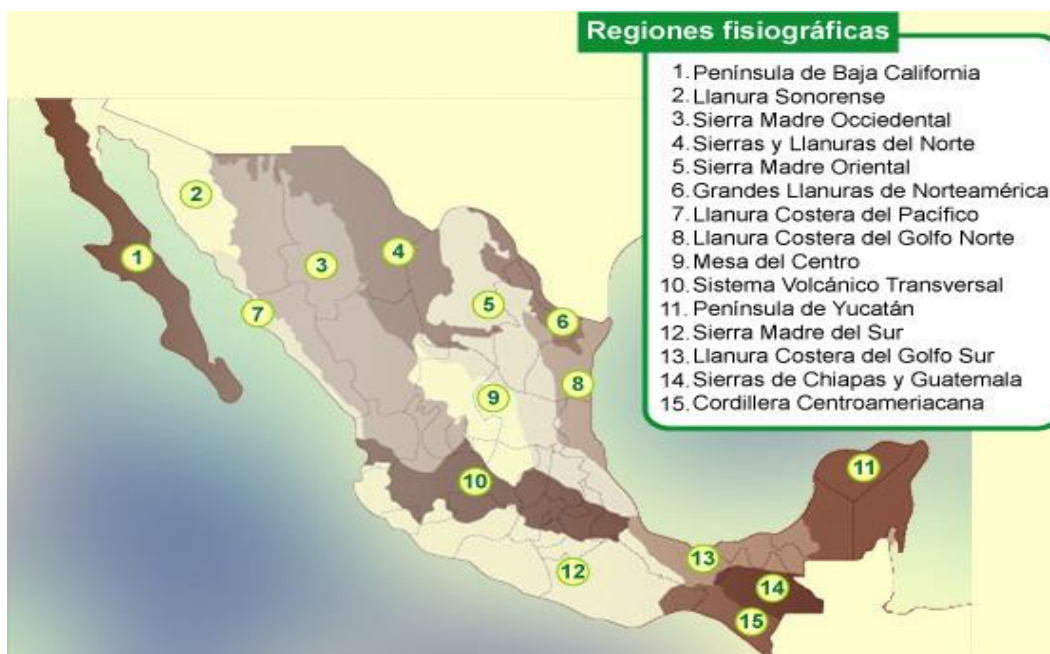 Regiones fisiográficas
1. Península de Baja California
2. Llanura Sonorense
3. Sierra Madre Occiedental
4. Sierras y Llanuras del Norte
5. Sierra Madre Oriental
6. Grandes Llanuras de Norteamérica
7. Llanura Costera del Pacífico
8. Llanura Costera del Golfo Norte
9. Mesa del Centro
10. Sistema Volcánico Transversal
11. Península de Yucatán
12. Sierra Madre del Sur
13. Llanura Costera del Golfo Sur
14. Sierras de Chiapas y Guatemala
15. Cordillera Centroameriacana
2
1
3
4
5
7
6
8
9
11
10
13
12
14
15